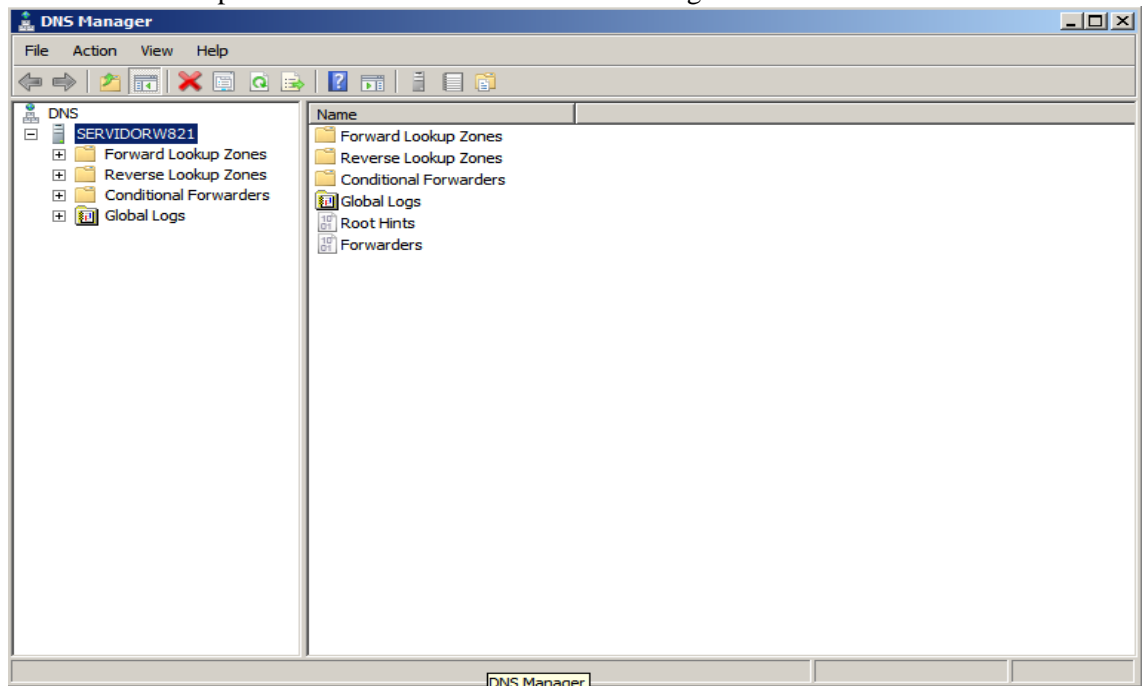 DNS Manager
File Action View Help
DNS
SERVIDORW821
Forward Lookup Zones
Reverse Lookup Zones
Conditional Forwarders
Global Logs
Name
Forward Lookup Zones
Reverse Lookup Zones
Conditional Forwarders
Global Logs
Root Hints
Forwarders
DNS Manager